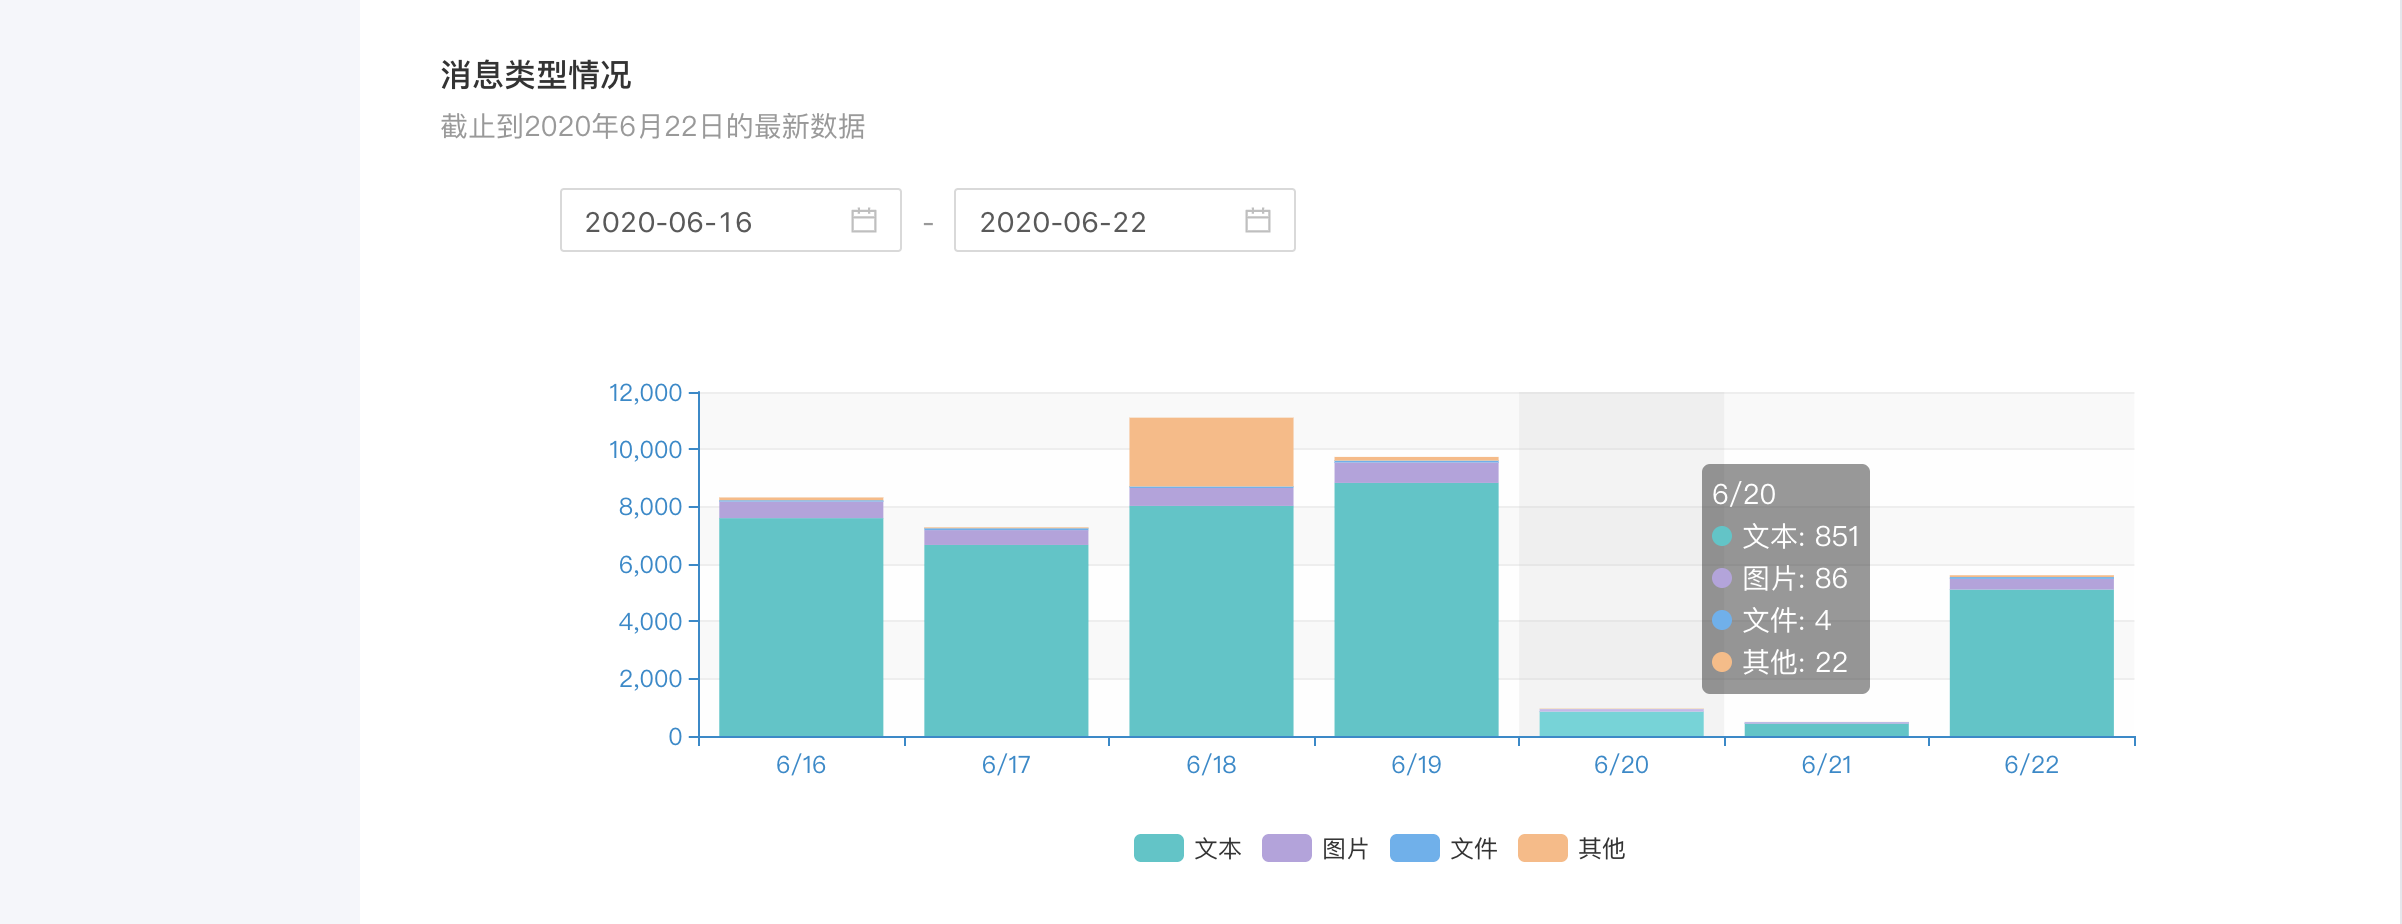 消息类型情况
截止到2020年6月22日的最新数据
2020-06-16 - 2020-06-22
12,000
10,000
8,000
6,000
4,000
2,000
0
6/20
文本: 851
图片: 86
文件: 4
其他: 22
6/16 6/17 6/18 6/19 6/20 6/21 6/22
文本 图片 文件 其他